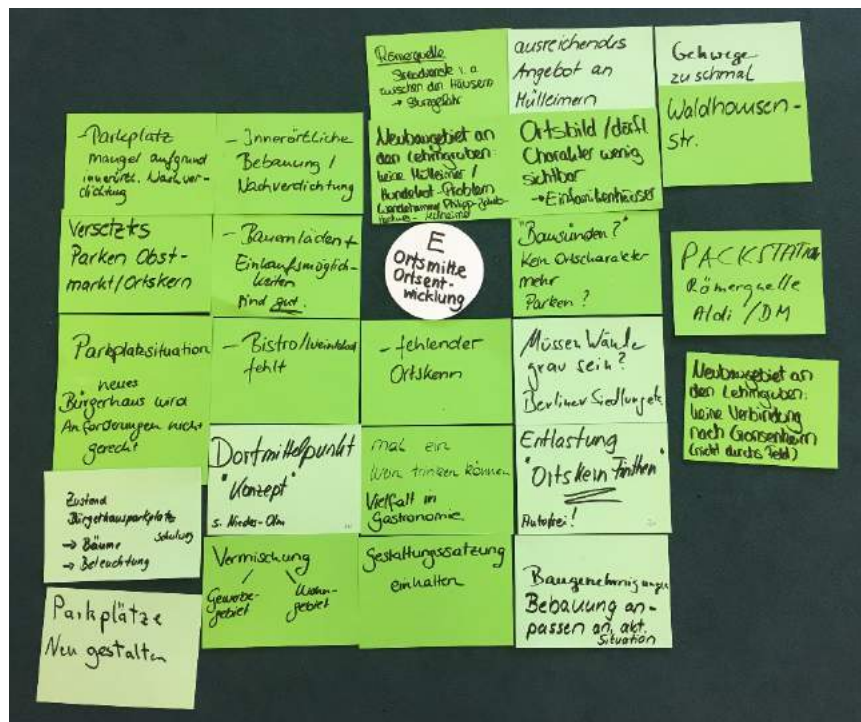 Römerquelle
zwischen den Häusern
→ Sturzgefahr
ausreichendes
Angebot an
Mülleimern
Gehwege
zu schmal
Waldhausen-
str.
- Parkplatz
mangel aufgrund
innerörtl. Nachver-
dichtung
- Innerörtliche
Bebauung /
Nachverdichtung
Neubaugebiet an
den Lehmgruben:
keine Mülleimer /
Hundekot-Problem
Ortsbild / dörfl.
Charakter wenig
sichtbar
→ Einfamilienhäuser
Versetztes
Parken Obst-
markt/Ortskern
- Bauernläden +
Einkaufsmöglich-
keiten
sind gut.
E
Ortsmitte
Ortsent-
wicklung
"Bausünden?"
Kein Ortscharakter
mehr
Parken?
PACKSTATION
Römerquelle
Aldi / DM
Parkplatzsituation
neues
Bürgerhaus wird
Anforderungen nicht
gerecht
- Bistro/Weinlokal
fehlt
- fehlender
Ortskern
Müssen Wände
grau sein?
Berliner Siedlung etc.
Neubaugebiet an
den Lehmgruben:
keine Verbindung
nach Gonsenheim
(nicht durchs Feld)
Dorfmittelpunkt
"Konzept"
s. Nieder-Olm
mal ein
Wein trinken können
Vielfalt in
Gastronomie
Entlastung
"Ortskern Finthen"
Autofrei!
Zustand
Bürgerhausparkplatz
→ Bäume
→ Beleuchtung
Vermischung
Gewerbe-
gebiet
Wohn-
gebiet
Gestaltungssatzung
einhalten
Baugenehmigungen
Bebauung an-
passen an akt.
Situation
Parkplätze
Neu gestalten